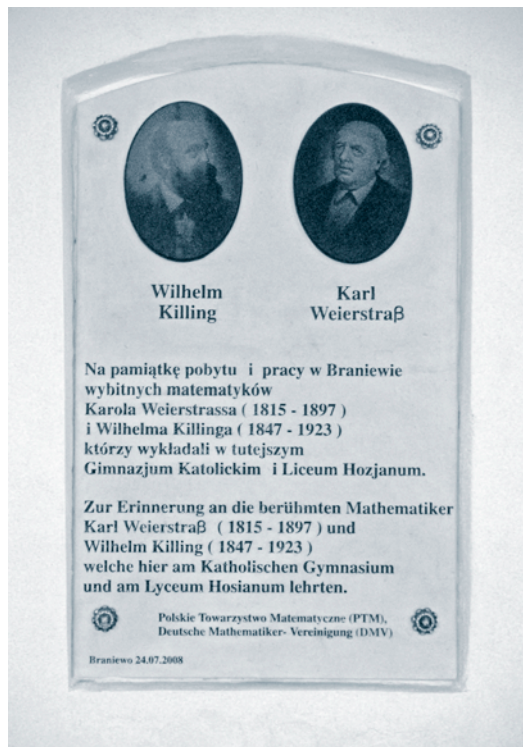 Wilhelm
Killing
Karl
Weierstraß
Na pamiątkę pobytu i pracy w Braniewie
wybitnych matematyków
Karola Weierstrassa ( 1815 - 1897 )
i Wilhelma Killinga ( 1847 - 1923 )
którzy wykładali w tutejszym
Gimnazjum Katolickim i Liceum Hozjanum.
Zur Erinnerung an die berühmten Mathematiker
Karl Weierstraß ( 1815 - 1897 ) und
Wilhelm Killing ( 1847 - 1923 )
welche hier am Katholischen Gymnasium
und am Lyceum Hosianum lehrten.
Polskie Towarzystwo Matematyczne (PTM),
Deutsche Mathematiker- Vereinigung (DMV)
Braniewo 24.07.2008